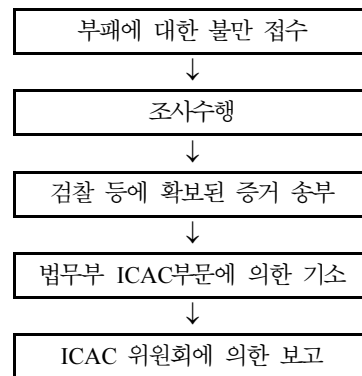 부패에 대한 불만 접수
↓
조사수행
↓
검찰 등에 확보된 증거 송부
↓
법무부 ICAC부문에 의한 기소
↓
ICAC 위원회에 의한 보고